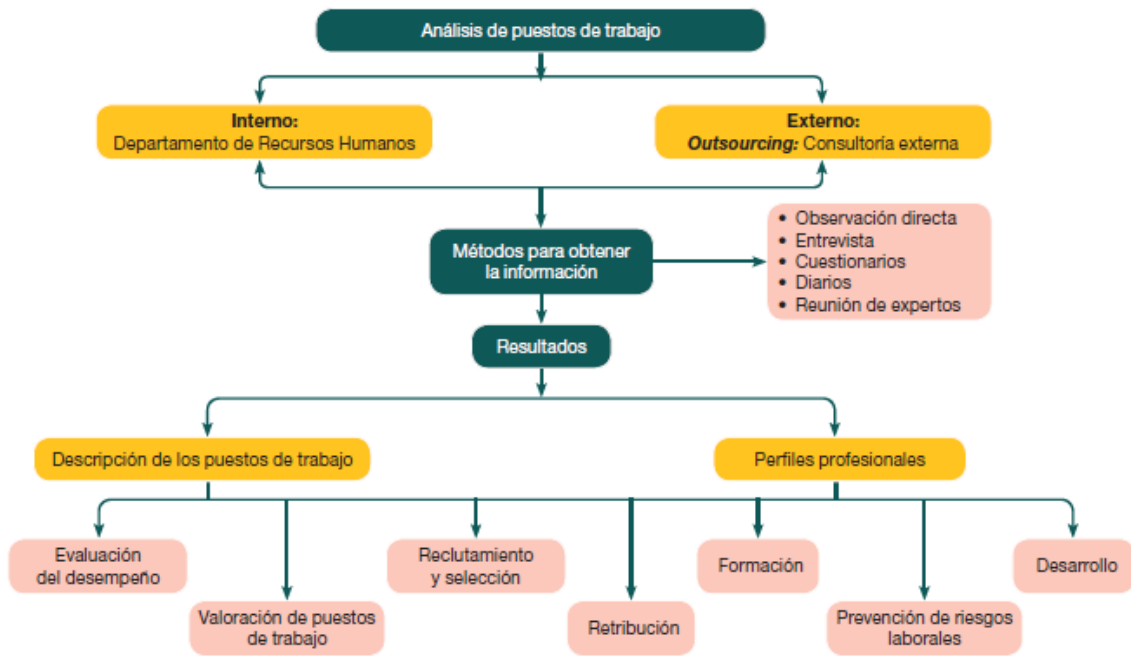 Análisis de puestos de trabajo
Interno:
Departamento de Recursos Humanos
Externo:
Outsourcing: Consultoría externa
Métodos para obtener
la información
• Observación directa
• Entrevista
• Cuestionarios
• Diarios
• Reunión de expertos
Resultados
Descripción de los puestos de trabajo
Perfiles profesionales
Evaluación
del desempeño
Valoración de puestos
de trabajo
Reclutamiento
y selección
Retribución
Formación
Prevención de riesgos
laborales
Desarrollo